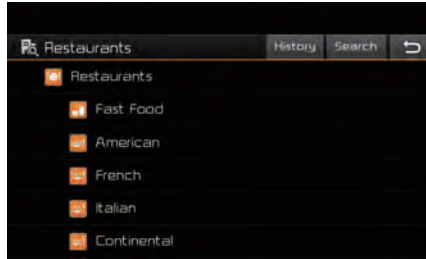 Restaurants History Search
Restaurants
Fast Food
American
French
Italian
Continental